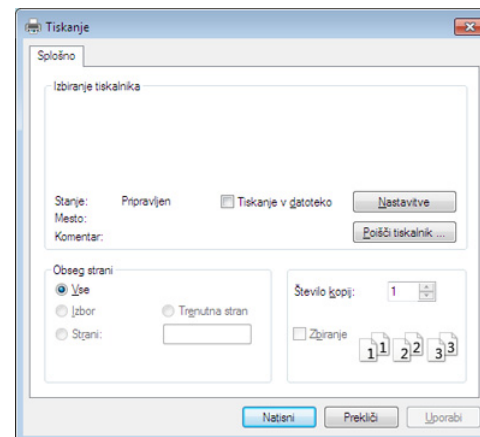 Tiskanje
Splošno
Izbiranje tiskalnika
Stanje: Pripravljen
Tiskanje v datoteko
Nastavitve
Mesto:
Komentar:
Poišči tiskalnik ...
Obseg strani
Vse
Izbor
Trenutna stran
Strani:
Število kopij: 1
Zbiranje
1 1 2 2 3 3
Natisni
Prekliči
Uporabi